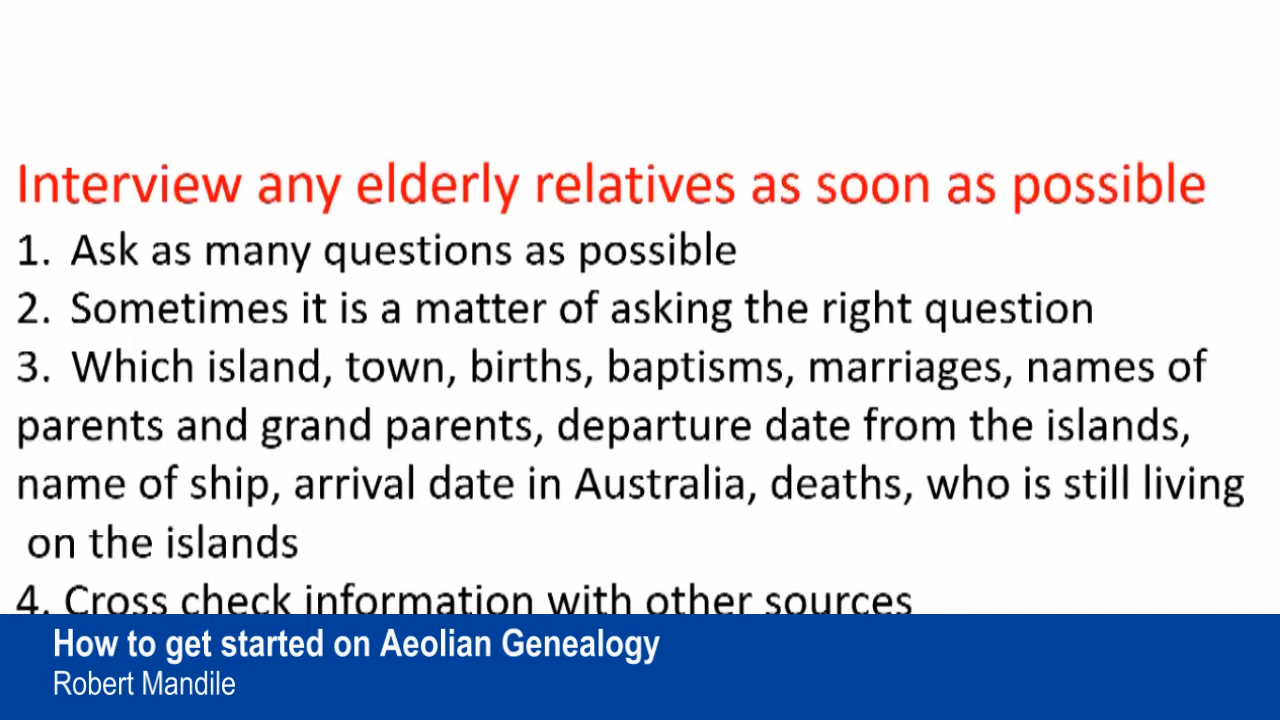 Interview any elderly relatives as soon as possible
1. Ask as many questions as possible
2. Sometimes it is a matter of asking the right question
3. Which island, town, births, baptisms, marriages, names of
parents and grand parents, departure date from the islands,
name of ship, arrival date in Australia, deaths, who is still living
on the islands
4. Cross check information with other sources
How to get started on Aeolian Genealogy
Robert Mandile